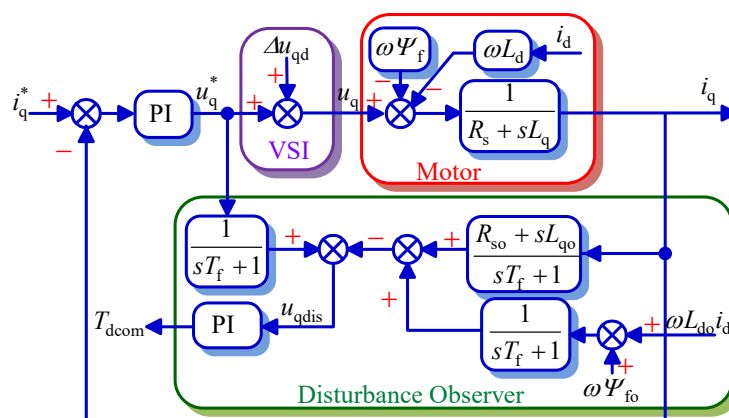 Δu_qd
ωΨ_f
ωL_d
i_d
i_q^*
+
PI
u_q^*
+
+
u_q
+
−
−
1
R_s + sL_q
i_q
−
VSI
Motor
1
sT_f +1
+
−
+
R_so + sL_qo
sT_f +1
+
T_dcom
PI
u_qdis
1
sT_f +1
+
ωL_do i_d
+
ωΨ_fo
Disturbance Observer